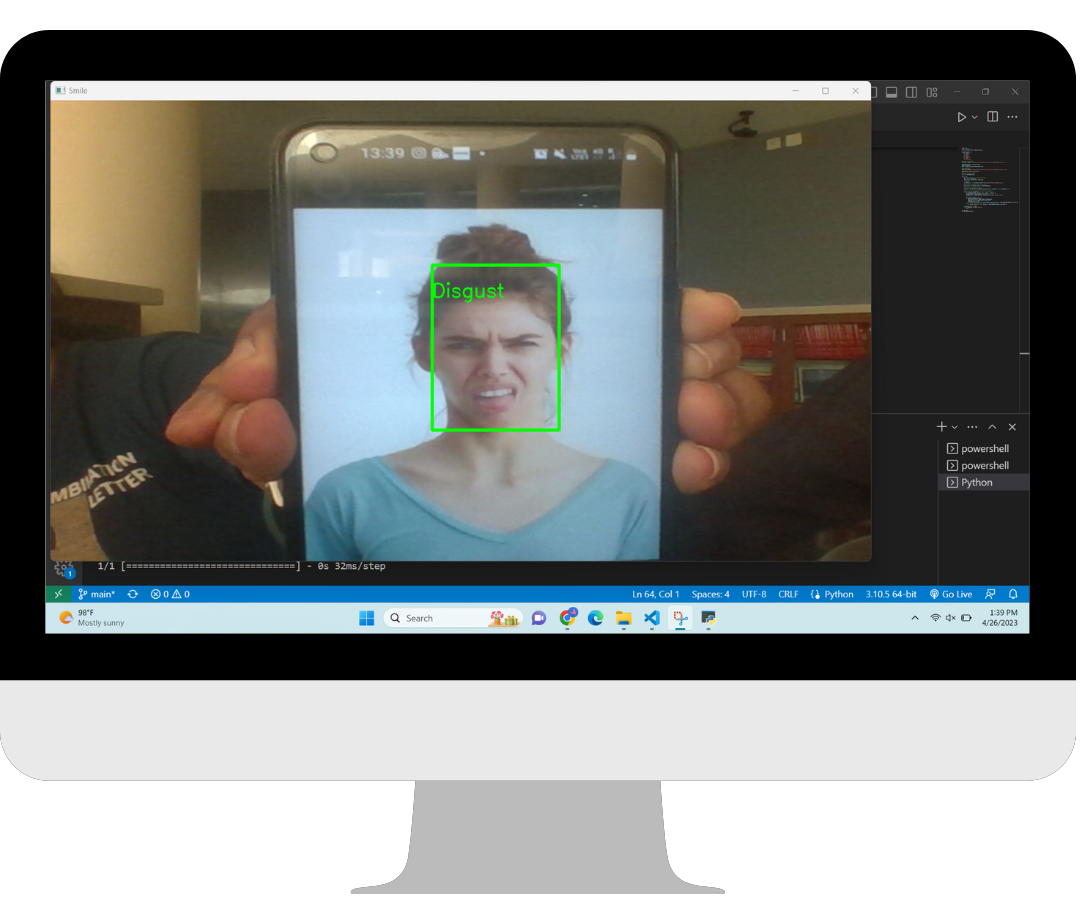 Smile
13:39
Disgust
MBINATION
LETTER
powershell
powershell
Python
1/1 [==============================] - 0s 32ms/step
1
main* 0 0 Ln 64, Col 1 Spaces: 4 UTF-8 CRLF Python 3.10.5 64-bit Go Live
98°F
Mostly sunny
Search
1:39 PM
4/26/2023